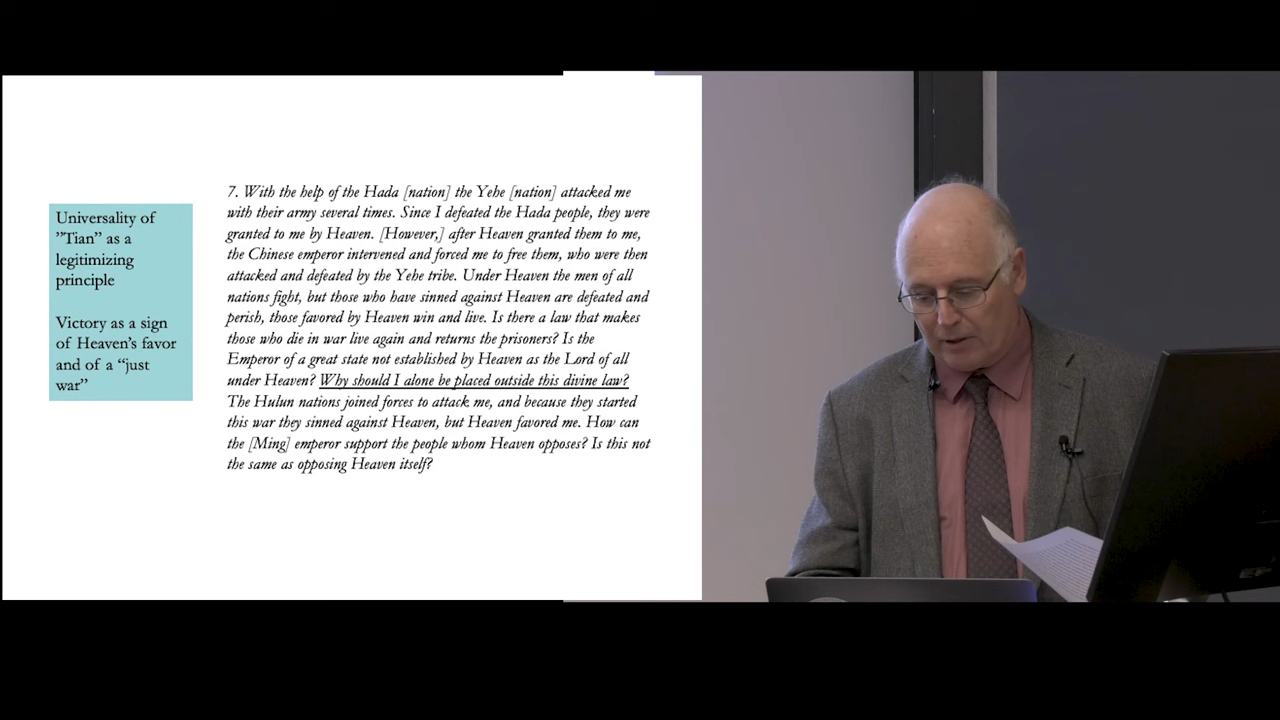 Universality of
”Tian” as a
legitimizing
principle
Victory as a sign
of Heaven’s favor
and of a “just
war”
7. With the help of the Hada [nation] the Yehe [nation] attacked me
with their army several times. Since I defeated the Hada people, they were
granted to me by Heaven. [However,] after Heaven granted them to me,
the Chinese emperor intervened and forced me to free them, who were then
attacked and defeated by the Yehe tribe. Under Heaven the men of all
nations fight, but those who have sinned against Heaven are defeated and
perish, those favored by Heaven win and live. Is there a law that makes
those who die in war live again and returns the prisoners? Is the
Emperor of a great state not established by Heaven as the Lord of all
under Heaven? Why should I alone be placed outside this divine law?
The Hulun nations joined forces to attack me, and because they started
this war they sinned against Heaven, but Heaven favored me. How can
the [Ming] emperor support the people whom Heaven opposes? Is this not
the same as opposing Heaven itself?